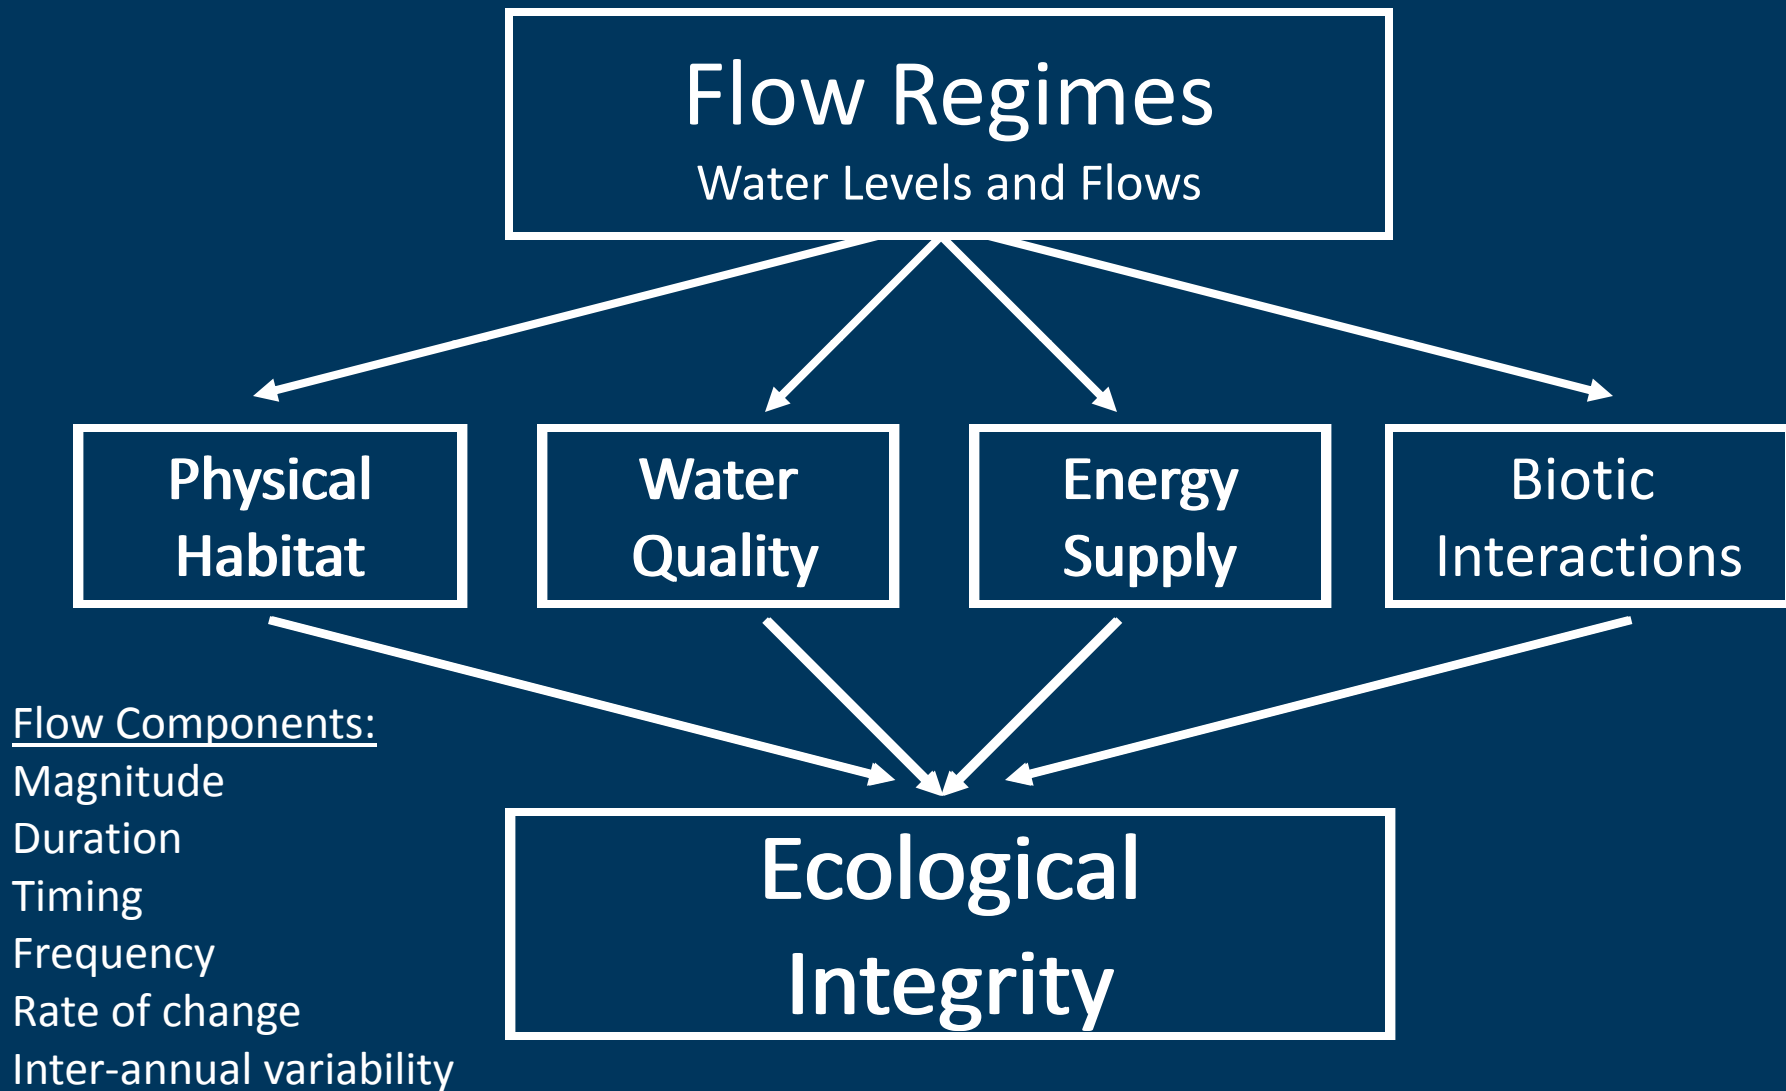 Flow Regimes
Water Levels and Flows
Physical
Habitat
Water
Quality
Energy
Supply
Biotic
Interactions
Flow Components:
Magnitude
Duration
Timing
Frequency
Rate of change
Inter-annual variability
Ecological
Integrity